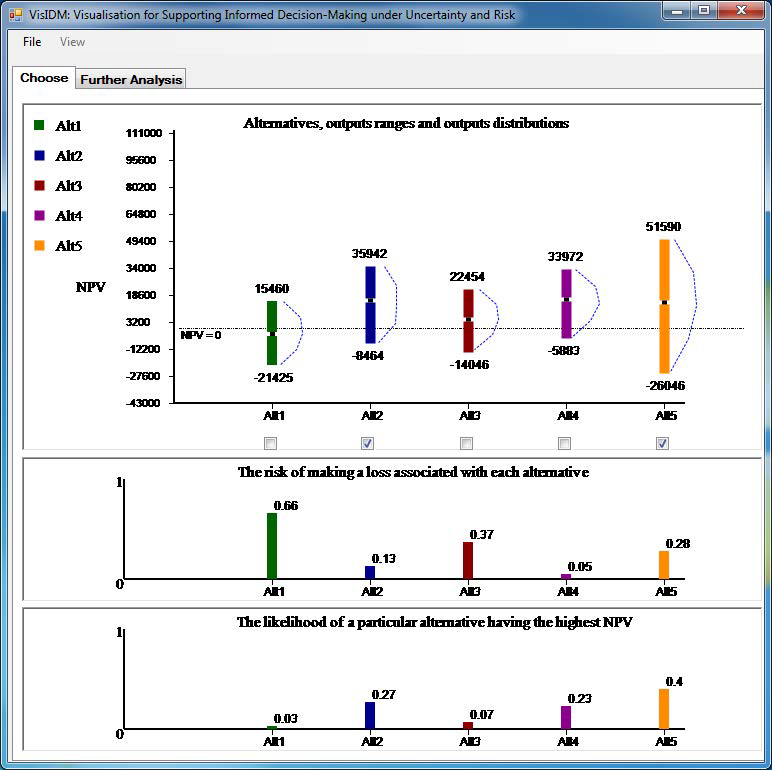 VisIDM: Visualisation for Supporting Informed Decision-Making under Uncertainty and Risk
File View
Choose Further Analysis
Alternatives, outputs ranges and outputs distributions
Alt1
Alt2
Alt3
Alt4
Alt5
NPV
111000
95600
80200
64800
49400
34000
18600
3200
-12200
-27600
-43000
NPV = 0
15460
-21425
35942
-8464
22454
-14046
33972
-5883
51590
-26046
Alt1 Alt2 Alt3 Alt4 Alt5
The risk of making a loss associated with each alternative
1
0
0.66 0.13 0.37 0.05 0.28
Alt1 Alt2 Alt3 Alt4 Alt5
The likelihood of a particular alternative having the highest NPV
1
0
0.03 0.27 0.07 0.23 0.4
Alt1 Alt2 Alt3 Alt4 Alt5